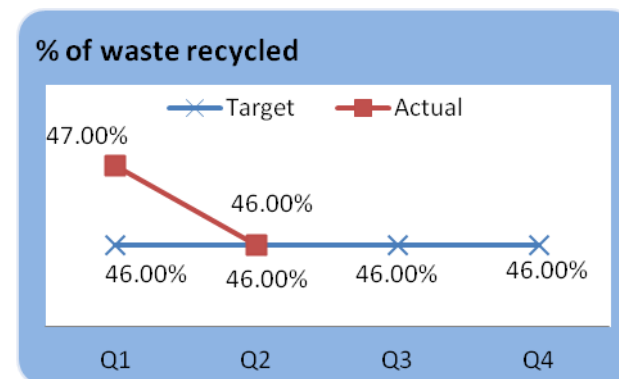 % of waste recycled
Target Actual
47.00%
46.00%
46.00% 46.00% 46.00% 46.00%
Q1 Q2 Q3 Q4